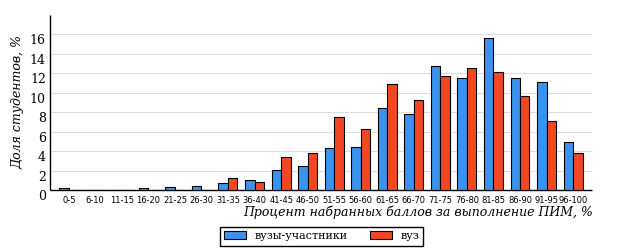 Доля студентов, %
16
14
12
10
8
6
4
2
0
0-5 6-10 11-15 16-20 21-25 26-30 31-35 36-40 41-45 46-50 51-55 56-60 61-65 66-70 71-75 76-80 81-85 86-90 91-95 96-100
Процент набранных баллов за выполнение ПИМ, %
вузы-участники вуз